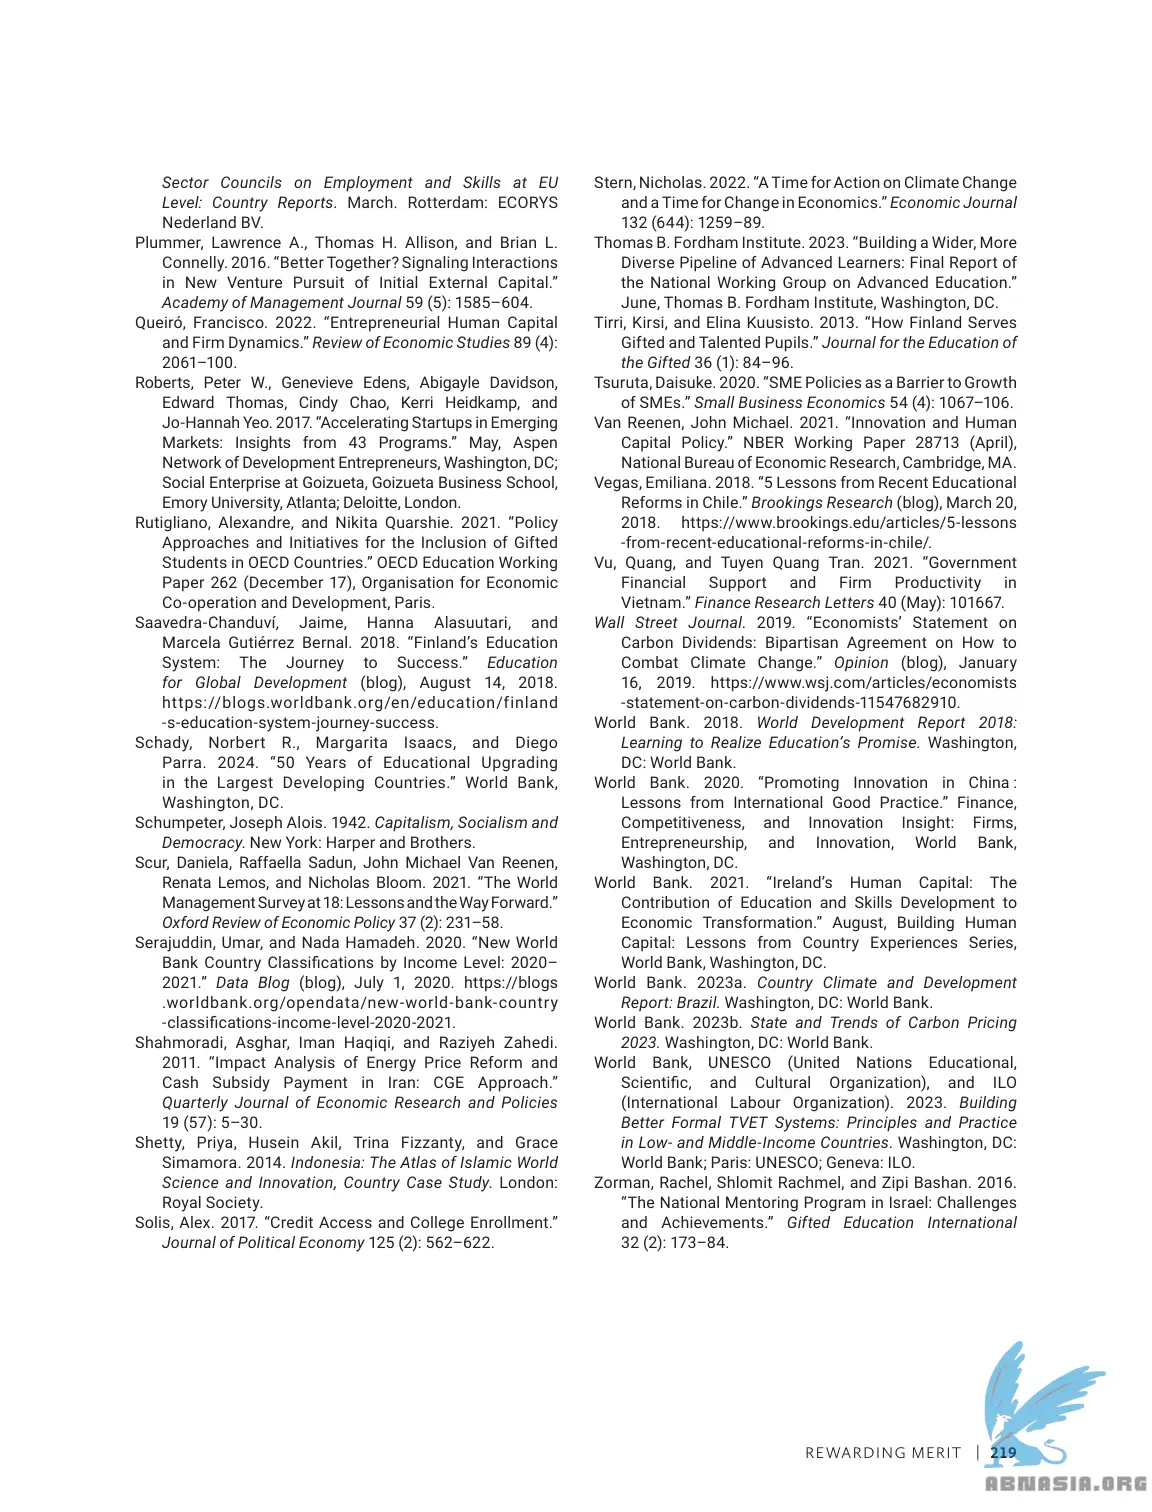 Sector Councils on Employment and Skills at EU
Level: Country Reports. March. Rotterdam: ECORYS
Nederland BV.
Plummer, Lawrence A., Thomas H. Allison, and Brian L.
Connelly. 2016. “Better Together? Signaling Interactions
in New Venture Pursuit of Initial External Capital.”
Academy of Management Journal 59 (5): 1585–604.
Queiró, Francisco. 2022. “Entrepreneurial Human Capital
and Firm Dynamics.” Review of Economic Studies 89 (4):
2061–100.
Roberts, Peter W., Genevieve Edens, Abigayle Davidson,
Edward Thomas, Cindy Chao, Kerri Heidkamp, and
Jo-Hannah Yeo. 2017. “Accelerating Startups in Emerging
Markets: Insights from 43 Programs.” May, Aspen
Network of Development Entrepreneurs, Washington, DC;
Social Enterprise at Goizueta, Goizueta Business School,
Emory University, Atlanta; Deloitte, London.
Rutigliano, Alexandre, and Nikita Quarshie. 2021. “Policy
Approaches and Initiatives for the Inclusion of Gifted
Students in OECD Countries.” OECD Education Working
Paper 262 (December 17), Organisation for Economic
Co-operation and Development, Paris.
Saavedra-Chanduví, Jaime, Hanna Alasuutari, and
Marcela Gutiérrez Bernal. 2018. “Finland’s Education
System: The Journey to Success.” Education
for Global Development (blog), August 14, 2018.
https://blogs.worldbank.org/en/education/finland
-s-education-system-journey-success.
Schady, Norbert R., Margarita Isaacs, and Diego
Parra. 2024. “50 Years of Educational Upgrading
in the Largest Developing Countries.” World Bank,
Washington, DC.
Schumpeter, Joseph Alois. 1942. Capitalism, Socialism and
Democracy. New York: Harper and Brothers.
Scur, Daniela, Raffaella Sadun, John Michael Van Reenen,
Renata Lemos, and Nicholas Bloom. 2021. “The World
Management Survey at 18: Lessons and the Way Forward.”
Oxford Review of Economic Policy 37 (2): 231–58.
Serajuddin, Umar, and Nada Hamadeh. 2020. “New World
Bank Country Classifications by Income Level: 2020–
2021.” Data Blog (blog), July 1, 2020. https://blogs
.worldbank.org/opendata/new-world-bank-country
-classifications-income-level-2020-2021.
Shahmoradi, Asghar, Iman Haqiqi, and Raziyeh Zahedi.
2011. “Impact Analysis of Energy Price Reform and
Cash Subsidy Payment in Iran: CGE Approach.”
Quarterly Journal of Economic Research and Policies
19 (57): 5–30.
Shetty, Priya, Husein Akil, Trina Fizzanty, and Grace
Simamora. 2014. Indonesia: The Atlas of Islamic World
Science and Innovation, Country Case Study. London:
Royal Society.
Solis, Alex. 2017. “Credit Access and College Enrollment.”
Journal of Political Economy 125 (2): 562–622.
Stern, Nicholas. 2022. “A Time for Action on Climate Change
and a Time for Change in Economics.” Economic Journal
132 (644): 1259–89.
Thomas B. Fordham Institute. 2023. “Building a Wider, More
Diverse Pipeline of Advanced Learners: Final Report of
the National Working Group on Advanced Education.”
June, Thomas B. Fordham Institute, Washington, DC.
Tirri, Kirsi, and Elina Kuusisto. 2013. “How Finland Serves
Gifted and Talented Pupils.” Journal for the Education of
the Gifted 36 (1): 84–96.
Tsuruta, Daisuke. 2020. “SME Policies as a Barrier to Growth
of SMEs.” Small Business Economics 54 (4): 1067–106.
Van Reenen, John Michael. 2021. “Innovation and Human
Capital Policy.” NBER Working Paper 28713 (April),
National Bureau of Economic Research, Cambridge, MA.
Vegas, Emiliana. 2018. “5 Lessons from Recent Educational
Reforms in Chile.” Brookings Research (blog), March 20,
2018. https://www.brookings.edu/articles/5-lessons
-from-recent-educational-reforms-in-chile/.
Vu, Quang, and Tuyen Quang Tran. 2021. “Government
Financial Support and Firm Productivity in
Vietnam.” Finance Research Letters 40 (May): 101667.
Wall Street Journal. 2019. “Economists’ Statement on
Carbon Dividends: Bipartisan Agreement on How to
Combat Climate Change.” Opinion (blog), January
16, 2019. https://www.wsj.com/articles/economists
-statement-on-carbon-dividends-11547682910.
World Bank. 2018. World Development Report 2018:
Learning to Realize Education’s Promise. Washington,
DC: World Bank.
World Bank. 2020. “Promoting Innovation in China :
Lessons from International Good Practice.” Finance,
Competitiveness, and Innovation Insight: Firms,
Entrepreneurship, and Innovation, World Bank,
Washington, DC.
World Bank. 2021. “Ireland’s Human Capital: The
Contribution of Education and Skills Development to
Economic Transformation.” August, Building Human
Capital: Lessons from Country Experiences Series,
World Bank, Washington, DC.
World Bank. 2023a. Country Climate and Development
Report: Brazil. Washington, DC: World Bank.
World Bank. 2023b. State and Trends of Carbon Pricing
2023. Washington, DC: World Bank.
World Bank, UNESCO (United Nations Educational,
Scientific, and Cultural Organization), and ILO
(International Labour Organization). 2023. Building
Better Formal TVET Systems: Principles and Practice
in Low- and Middle-Income Countries. Washington, DC:
World Bank; Paris: UNESCO; Geneva: ILO.
Zorman, Rachel, Shlomit Rachmel, and Zipi Bashan. 2016.
“The National Mentoring Program in Israel: Challenges
and Achievements.” Gifted Education International
32 (2): 173–84.
REWARDING MERIT | 219
ABNASIA.ORG